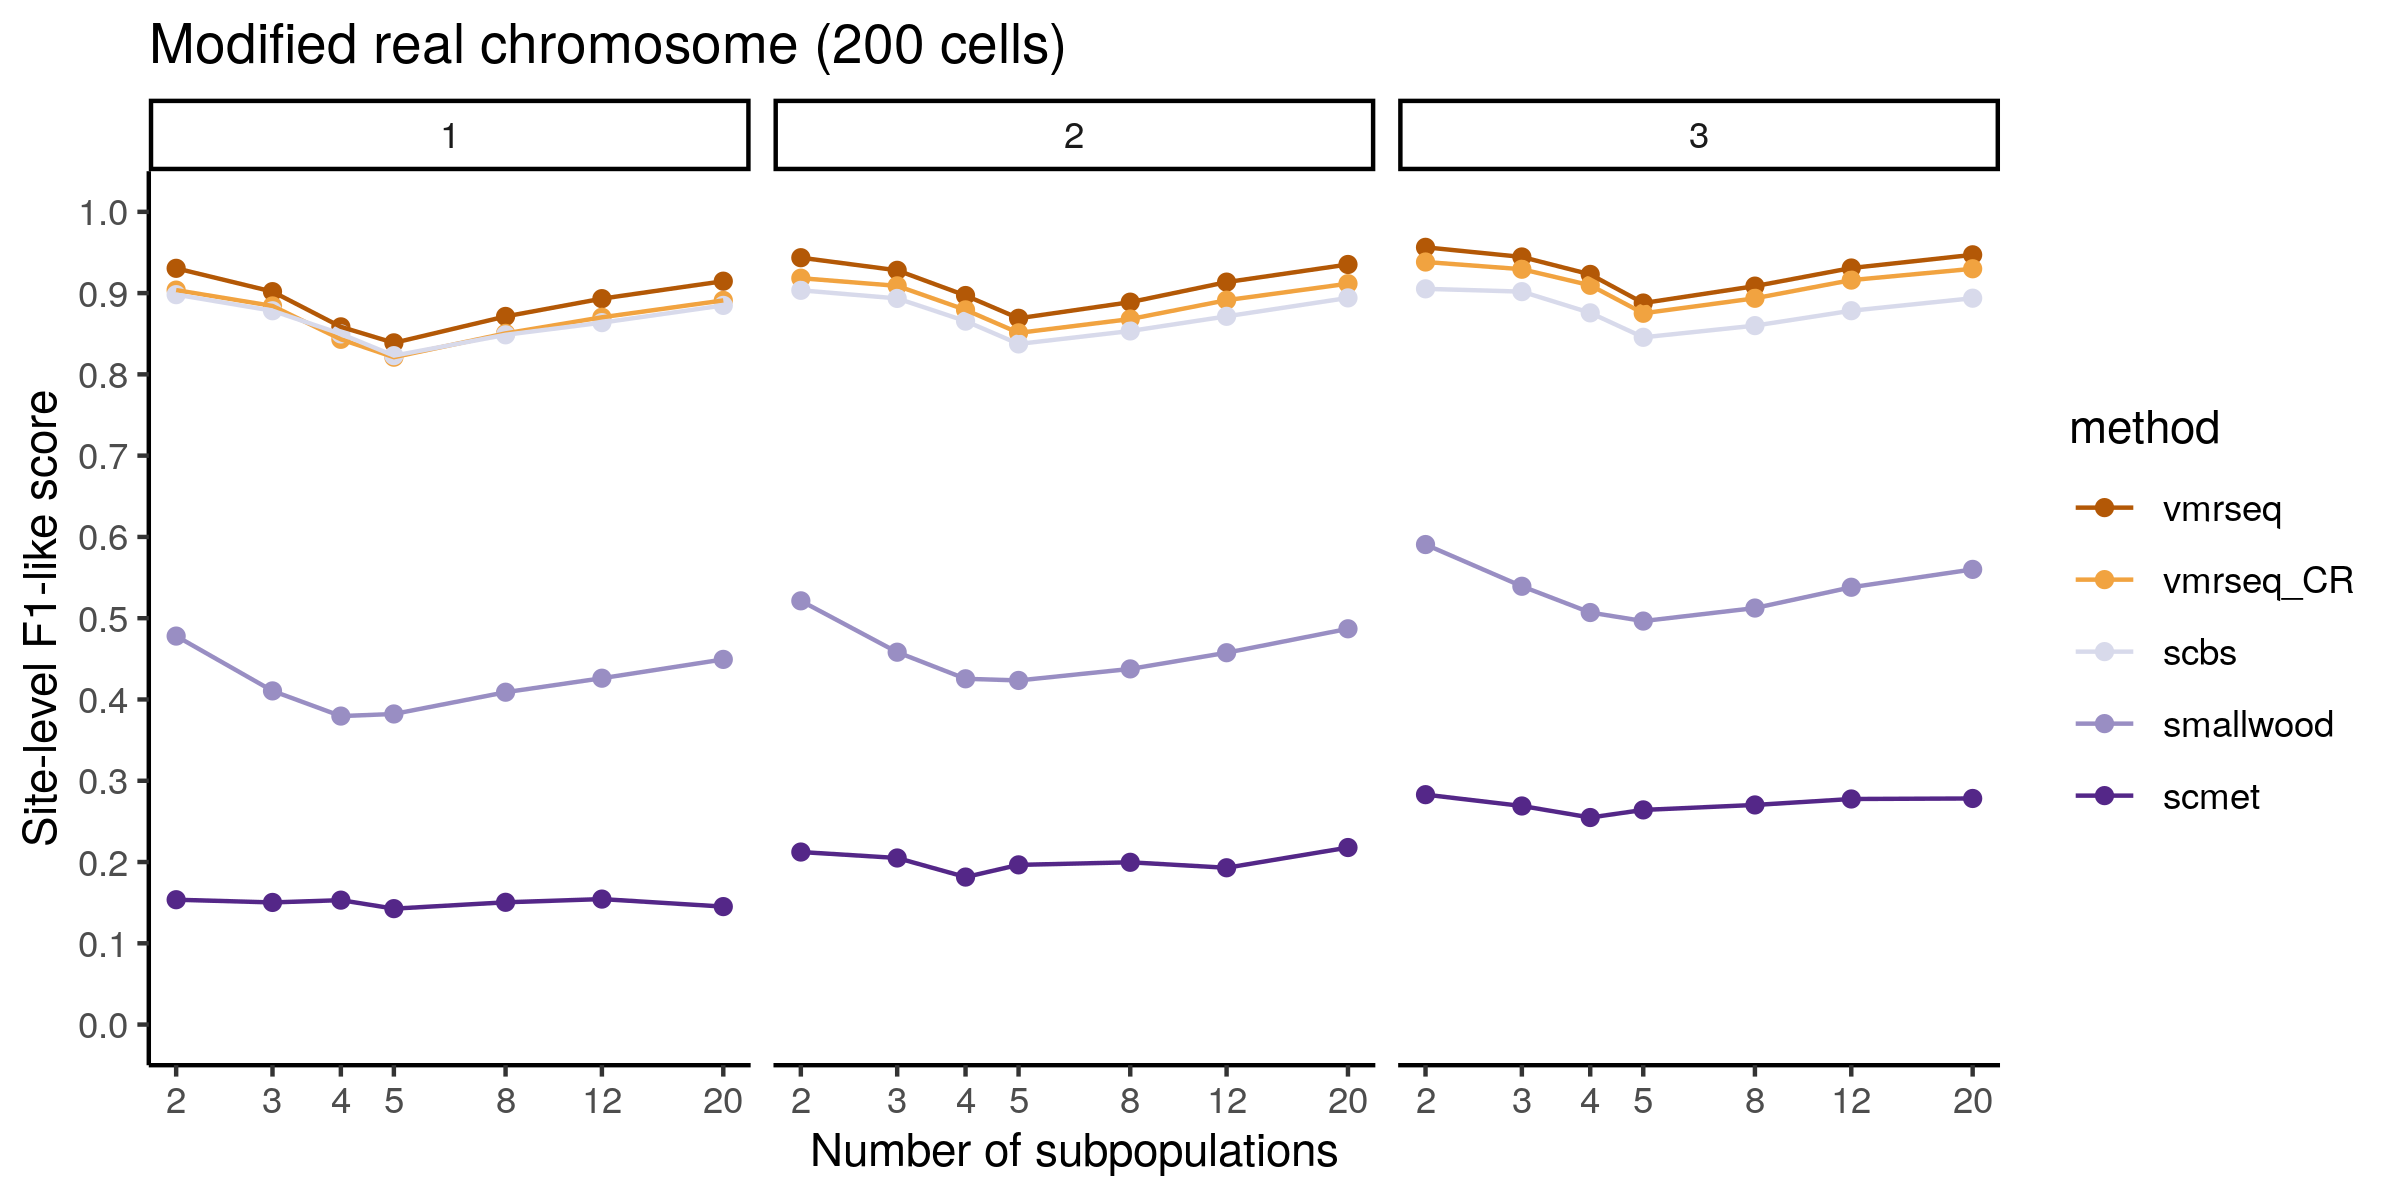 Modified real chromosome (200 cells)
1
2
3
Site-level F1-like score
1.0
0.9
0.8
0.7
0.6
0.5
0.4
0.3
0.2
0.1
0.0
2 3 4 5 8 12 20
2 3 4 5 8 12 20
2 3 4 5 8 12 20
Number of subpopulations
method
vmrseq
vmrseq_CR
scbs
smallwood
scmet